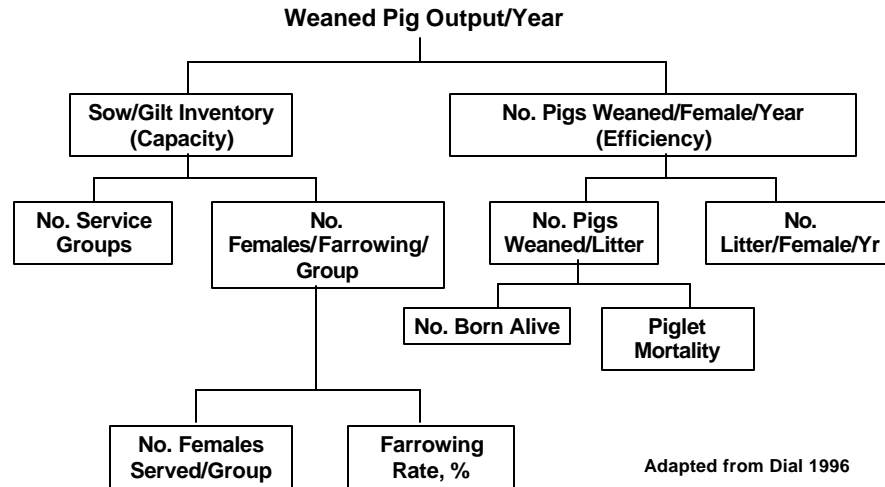 Weaned Pig Output/Year
Sow/Gilt Inventory
(Capacity)
No. Pigs Weaned/Female/Year
(Efficiency)
No. Service
Groups
No.
Females/Farrowing/
Group
No. Pigs
Weaned/Litter
No.
Litter/Female/Yr
No. Born Alive
Piglet
Mortality
No. Females
Served/Group
Farrowing
Rate, %
Adapted from Dial 1996